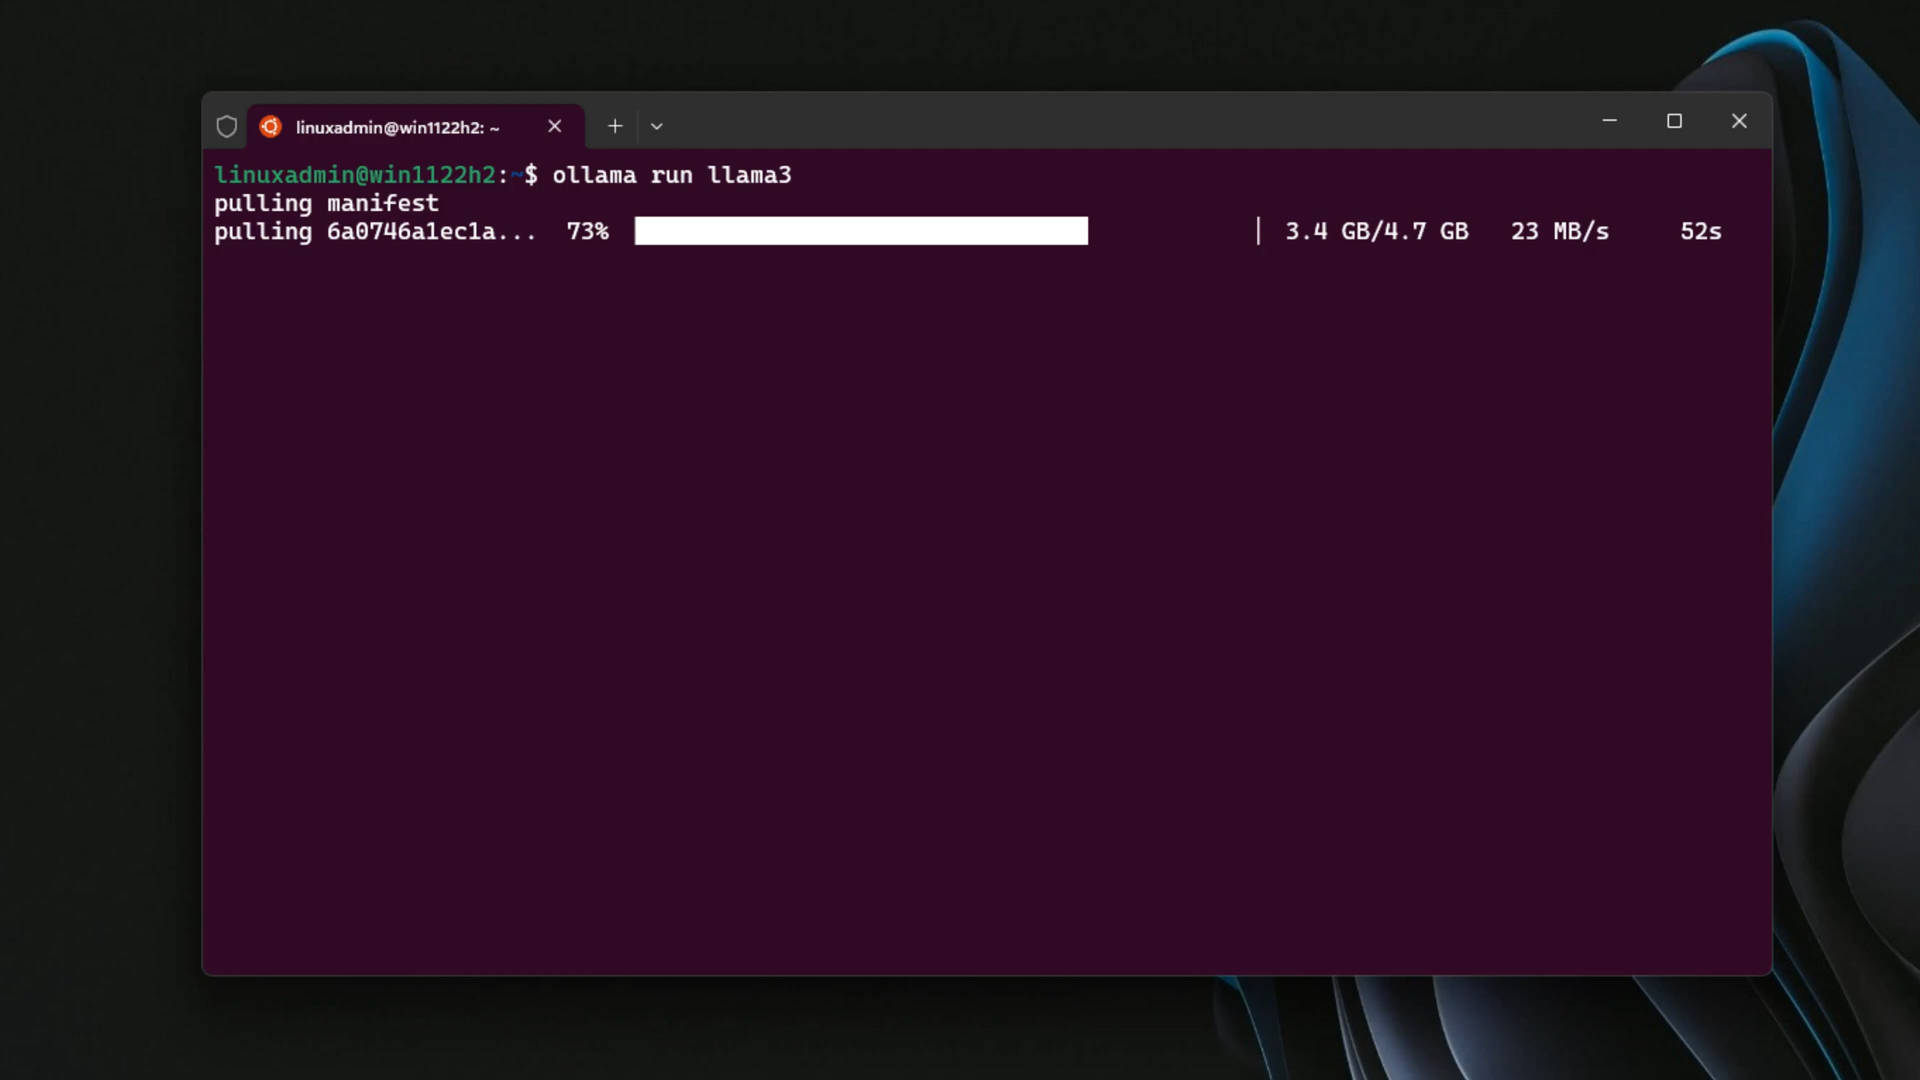 linuxadmin@win1122h2: ~
linuxadmin@win1122h2:~$ ollama run llama3
pulling manifest
pulling 6a0746a1ec1a... 73% 3.4 GB/4.7 GB 23 MB/s 52s